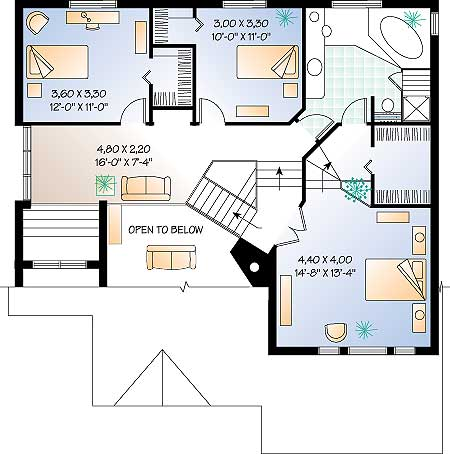 3,00 X 3,30
10'-0" X 11'-0"
3,60 X 3,30
12'-0" X 11'-0"
4,80 X 2,20
16'-0" X 7'-4"
OPEN TO BELOW
4,40 X 4,00
14'-8" X 13'-4"